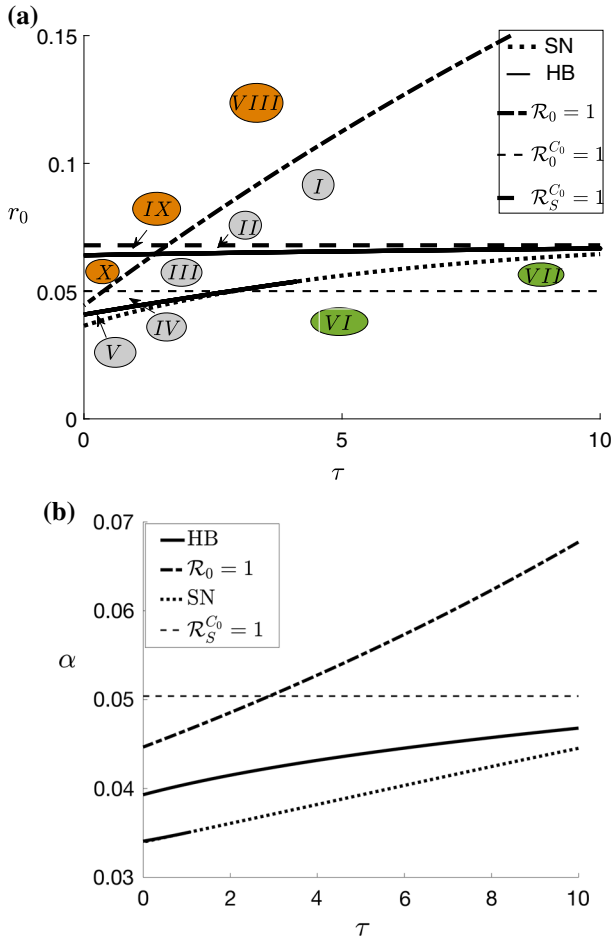 (a)
0.15
0.1
0.05
0
r₀
0
5
10
τ
SN
HB
𝓡₀ = 1
𝓡₀^{C₀} = 1
𝓡_S^{C₀} = 1
VIII
I
IX
II
X
III
VII
IV
VI
V
(b)
0.07
0.06
0.05
0.04
0.03
α
0
2
4
6
8
10
τ
HB
𝓡₀ = 1
SN
𝓡_S^{C₀} = 1